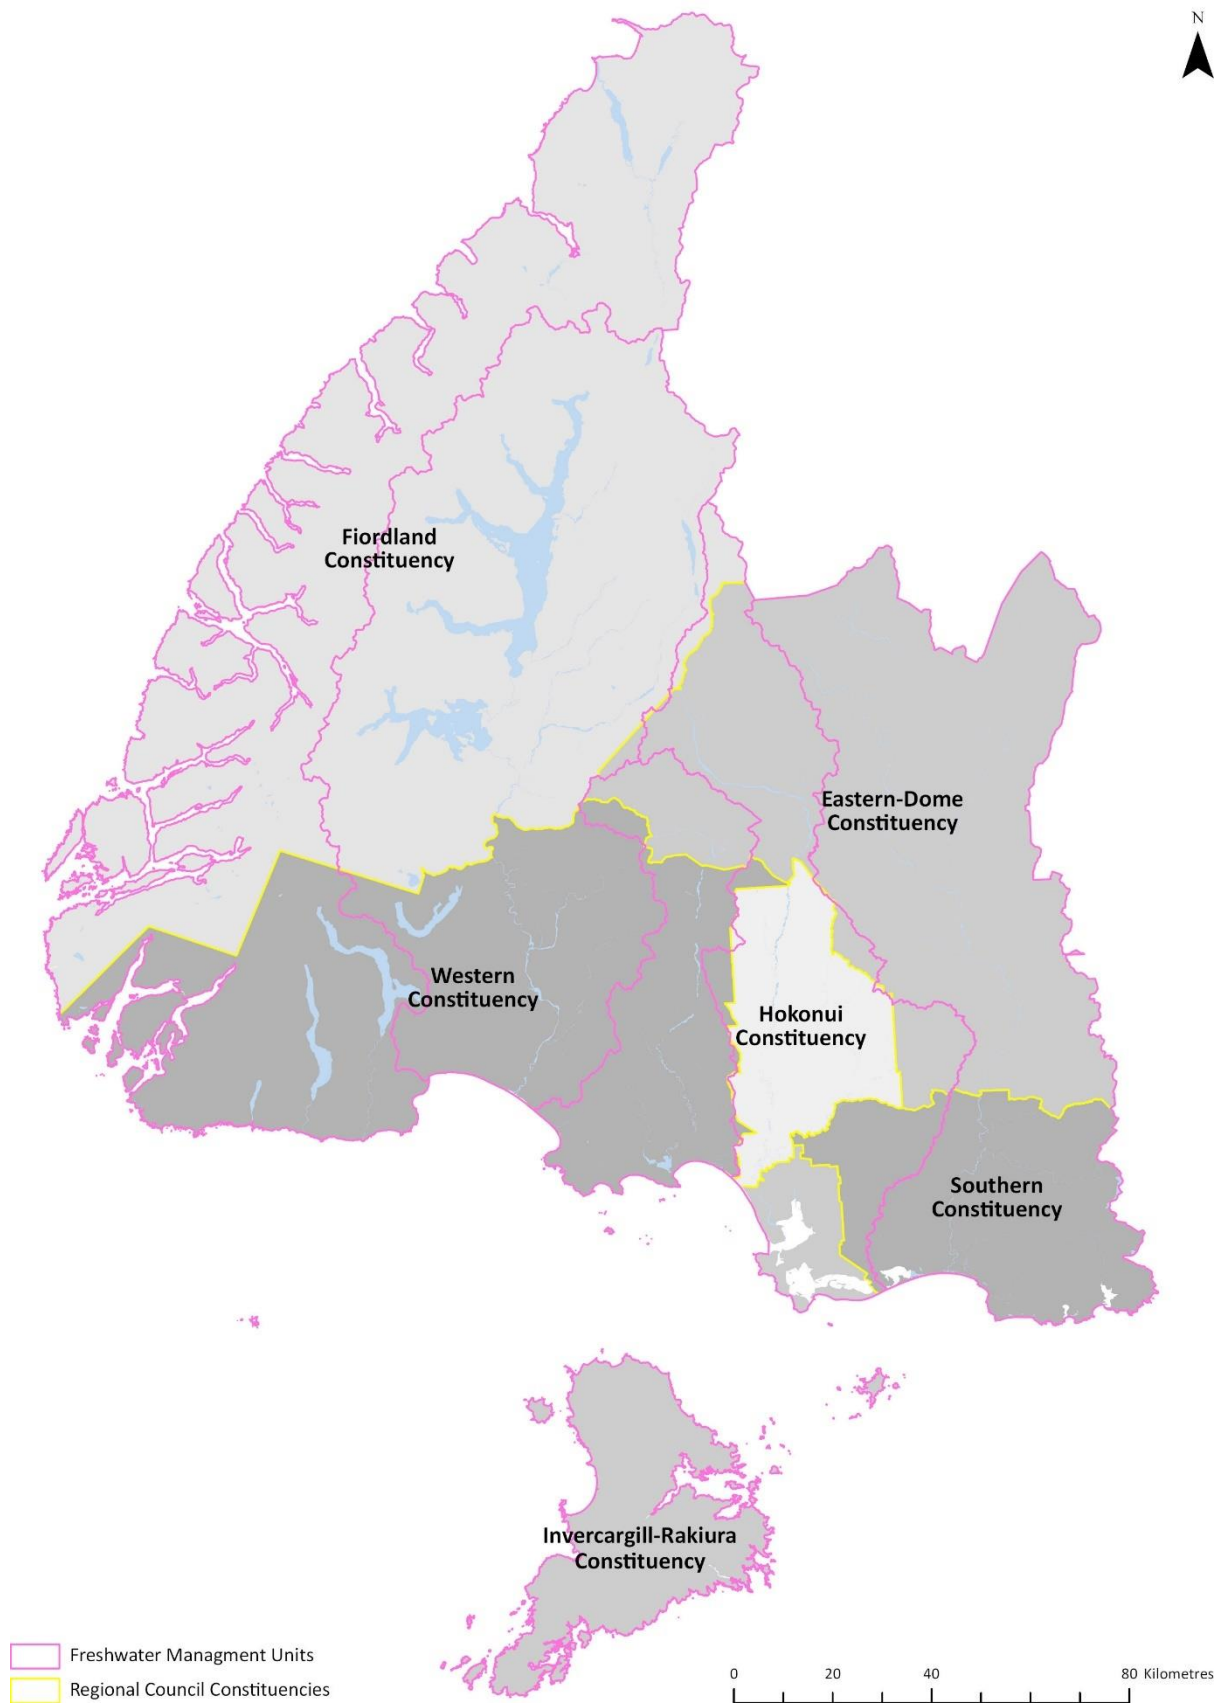 N
Fiordland
Constituency
Eastern-Dome
Constituency
Western
Constituency
Hokonui
Constituency
Southern
Constituency
Invercargill-Rakiura
Constituency
Freshwater Managment Units
Regional Council Constituencies
0 20 40 80 Kilometres